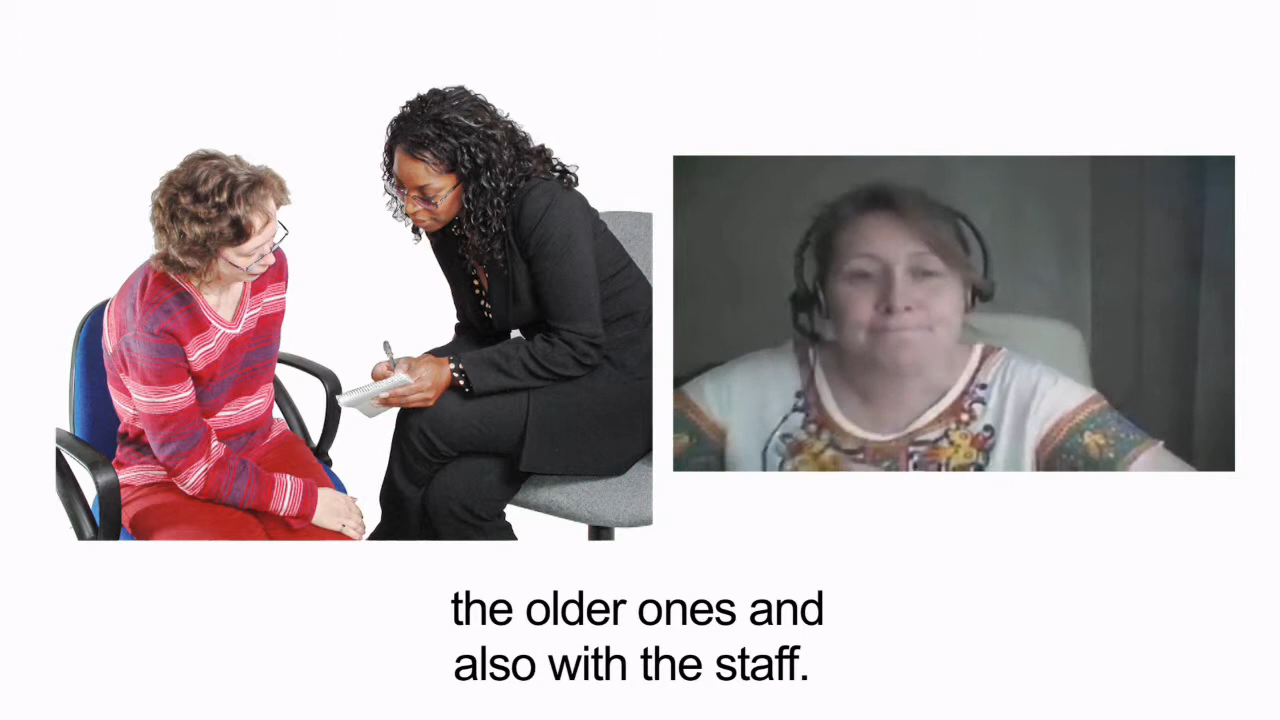 the older ones and
also with the staff.